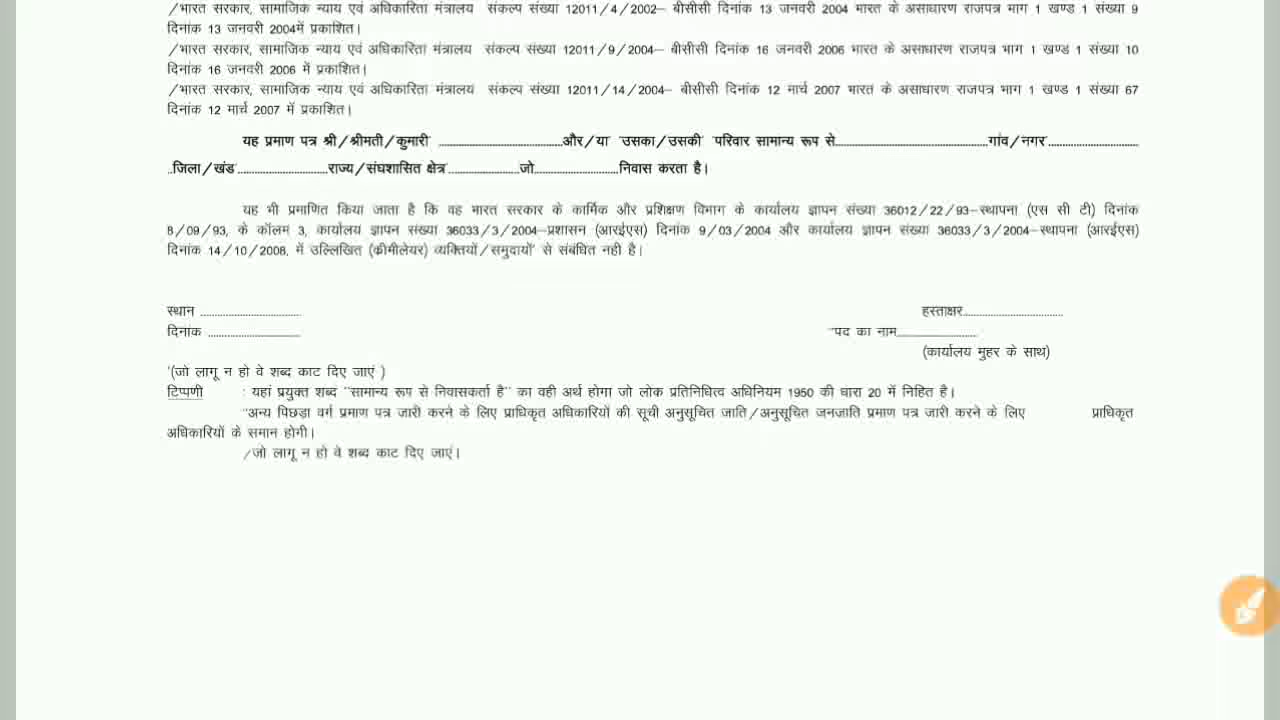 /भारत सरकार, सामाजिक न्याय एवं अधिकारिता मंत्रालय संकल्प संख्या 12011/4/2002– बीसीसी दिनांक 13 जनवरी 2004 भारत के असाधारण राजपत्र भाग 1 खण्ड 1 संख्या 9
दिनांक 13 जनवरी 2004में प्रकाशित।
/भारत सरकार, सामाजिक न्याय एवं अधिकारिता मंत्रालय संकल्प संख्या 12011/9/2004– बीसीसी दिनांक 16 जनवरी 2006 भारत के असाधारण राजपत्र भाग 1 खण्ड 1 संख्या 10
दिनांक 16 जनवरी 2006 में प्रकाशित।
/भारत सरकार, सामाजिक न्याय एवं अधिकारिता मंत्रालय संकल्प संख्या 12011/14/2004– बीसीसी दिनांक 12 मार्च 2007 भारत के असाधारण राजपत्र भाग 1 खण्ड 1 संख्या 67
दिनांक 12 मार्च 2007 में प्रकाशित।
यह प्रमाण पत्र श्री/श्रीमती/कुमारी ..........................................और/या 'उसका/उसकी' परिवार सामान्य रूप से....................................................गांव/नगर...............................
..जिला/खंड...............................राज्य/संघशासित क्षेत्र........................जो.............................निवास करता है।
यह भी प्रमाणित किया जाता है कि वह भारत सरकार के कार्मिक और प्रशिक्षण विभाग के कार्यालय ज्ञापन संख्या 36012/22/93–स्थापना (एस सी टी) दिनांक
8/09/93, के कॉलम 3, कार्यालय ज्ञापन संख्या 36033/3/2004–प्रशासन (आरईएस) दिनांक 9/03/2004 और कार्यालय ज्ञापन संख्या 36033/3/2004–स्थापना (आरईएस)
दिनांक 14/10/2008, में उल्लिखित (क्रीमीलेयर) व्यक्तियों/समुदायों' से संबंधित नही है।
स्थान ..................................
हस्ताक्षर..................................
दिनांक ...............................
''पद का नाम...........................
(कार्यालय मुहर के साथ)
'(जो लागू न हो वे शब्द काट दिए जाएं )
टिप्पणी : यहां प्रयुक्त शब्द ''सामान्य रूप से निवासकर्ता है'' का वही अर्थ होगा जो लोक प्रतिनिधित्व अधिनियम 1950 की धारा 20 में निहित है।
''अन्य पिछड़ा वर्ग प्रमाण पत्र जारी करने के लिए प्राधिकृत अधिकारियों की सूची अनुसूचित जाति/अनुसूचित जनजाति प्रमाण पत्र जारी करने के लिए प्राधिकृत
अधिकारियों के समान होगी।
/जो लागू न हो वे शब्द काट दिए जाएं।